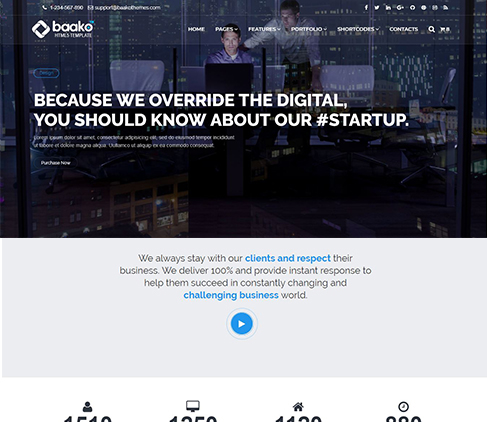 1-234-567-890 support@baakothemes.com
baako
HTML5 TEMPLATE
HOME PAGES FEATURES PORTFOLIO SHORTCODES CONTACTS 0
Design
BECAUSE WE OVERRIDE THE DIGITAL,
YOU SHOULD KNOW ABOUT OUR #STARTUP.
Lorem ipsum dolor sit amet, consectetur adipisicing elit, sed do eiusmod tempor incididunt
ut labore et dolore magna aliqua. Uullamco ut aliquip ex ea commodo consequat.
Purchase Now
We always stay with our clients and respect their
business. We deliver 100% and provide instant response to
help them succeed in constantly changing and
challenging business world.